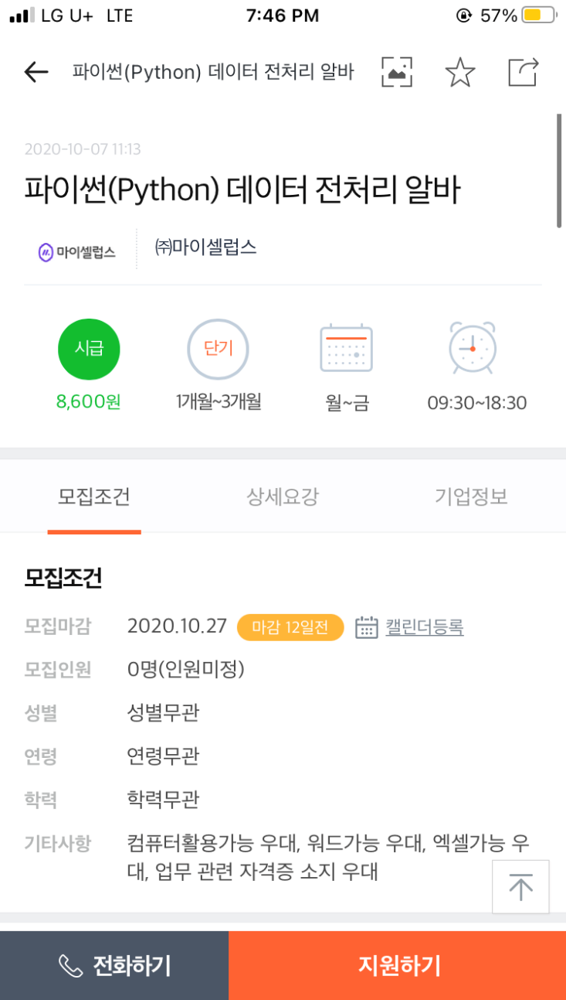 LG U+ LTE 7:46 PM 57%
파이썬(Python) 데이터 전처리 알바
2020-10-07 11:13
파이썬(Python) 데이터 전처리 알바
마이셀럽스 ㈜마이셀럽스
시급 단기
8,600원 1개월~3개월 월~금 09:30~18:30
모집조건 상세요강 기업정보
모집조건
모집마감 2020.10.27 마감 12일전 캘린더등록
모집인원 0명(인원미정)
성별 성별무관
연령 연령무관
학력 학력무관
기타사항 컴퓨터활용가능 우대, 워드가능 우대, 엑셀가능 우
대, 업무 관련 자격증 소지 우대
전화하기 지원하기